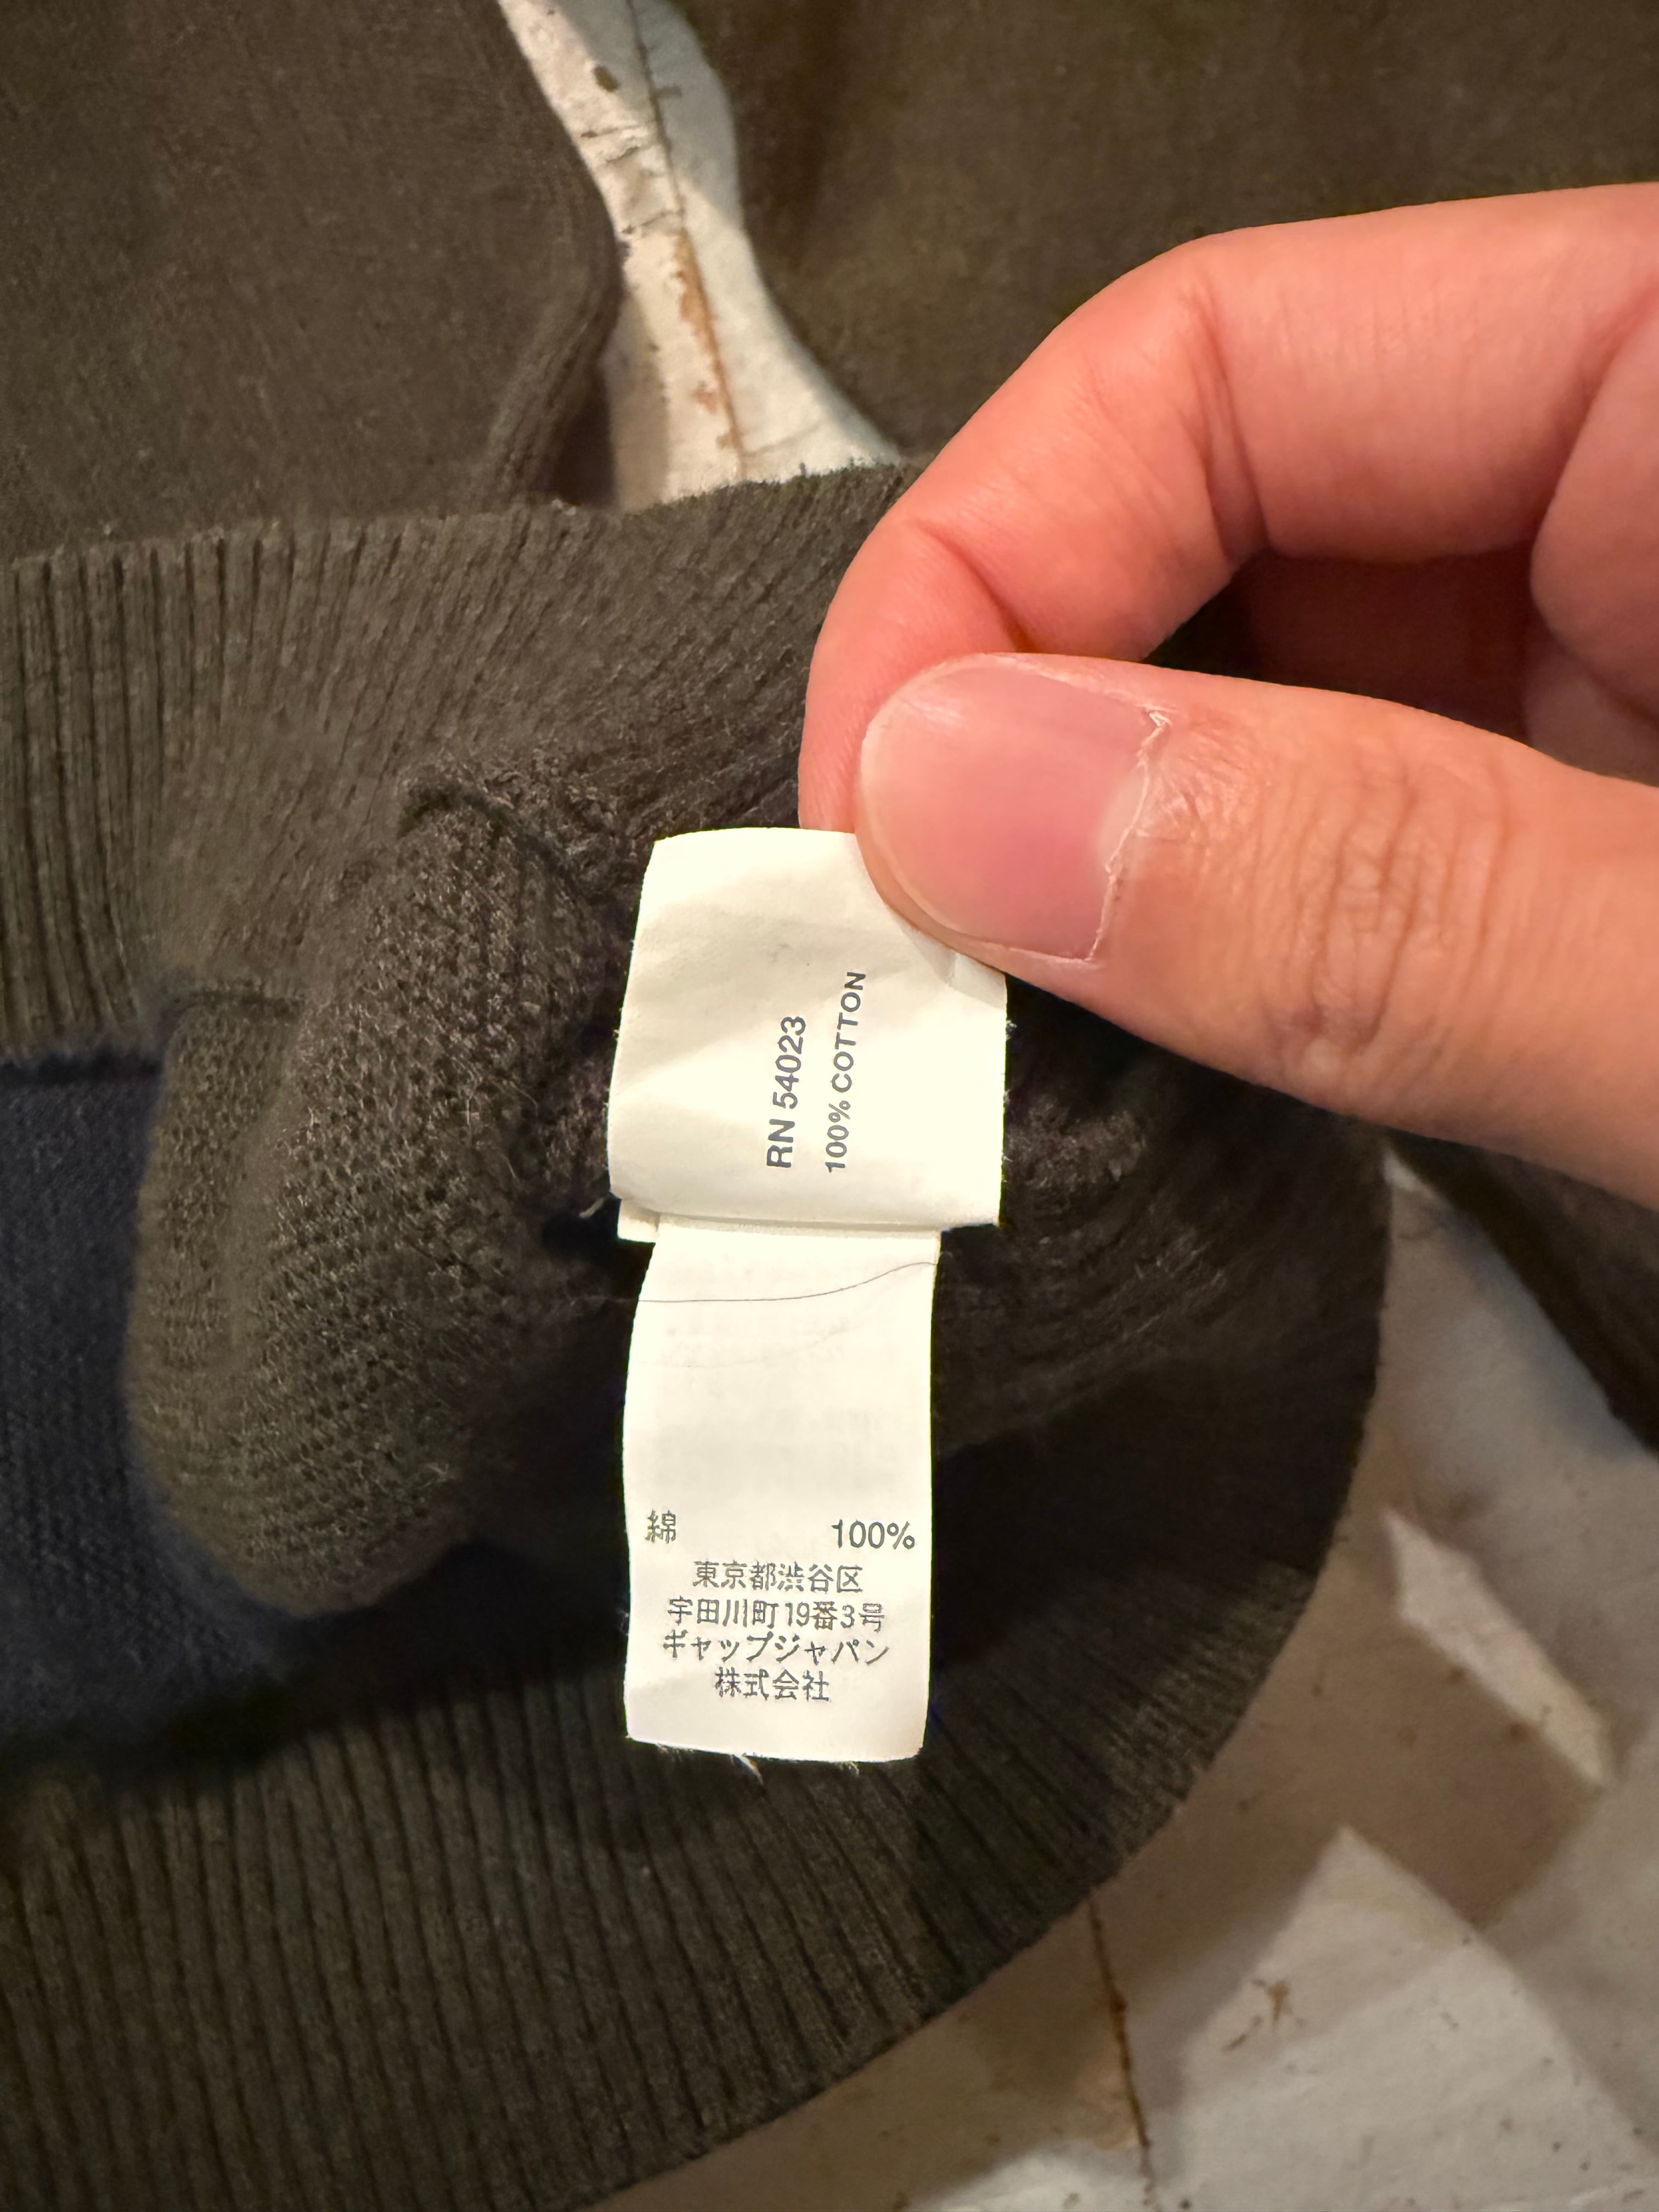 RN 54023
100% COTTON
綿 100%
東京都渋谷区
宇田川町19番3号
ギャップジャパン
株式会社